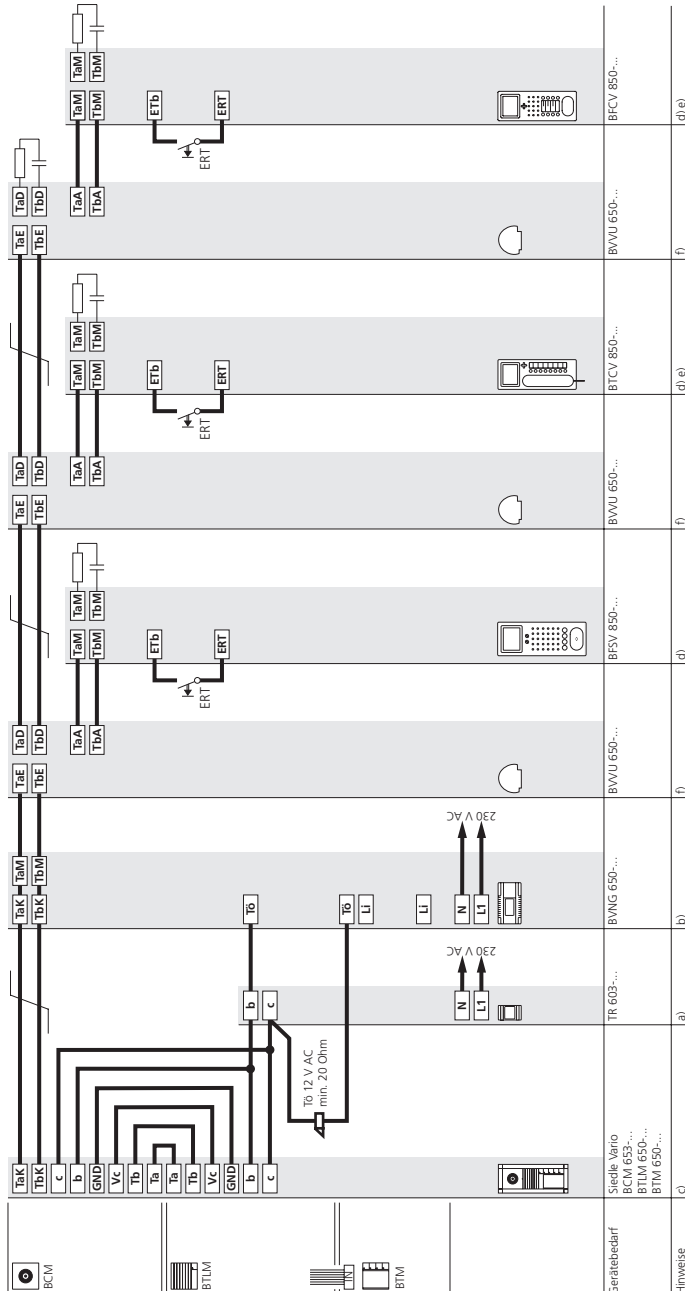 BCM
BTLM
IN
BTM
Gerätebedarf
Hinweise
TaK
TbK
c
b
GND
Vc
Tb
Ta
Ta
Tb
Vc
GND
b
c
Siedle Vario
BCM 653-...
BTLM 650-...
BTM 650-...
c)
Tö 12 V AC
min. 20 Ohm
b
c
N
L1
230 V AC
TR 603-...
a)
TaK
TbK
TaM
TbM
Tö
Tö
Li
Li
N
L1
230 V AC
BVNG 650-...
b)
TaE
TbE
TaD
TbD
TaA
TbA
BVVU 650-...
f)
TaM
TbM
TaM
TbM
ETb
ERT
ERT
BFSV 850-...
d)
TaE
TbE
TaD
TbD
TaA
TbA
BVVU 650-...
f)
TaM
TbM
TaM
TbM
ETb
ERT
ERT
BTCV 850-...
d) e)
TaE
TbE
TaD
TbD
TaA
TbA
BVVU 650-...
f)
TaM
TbM
TaM
TbM
ETb
ERT
ERT
BFCV 850-...
d) e)